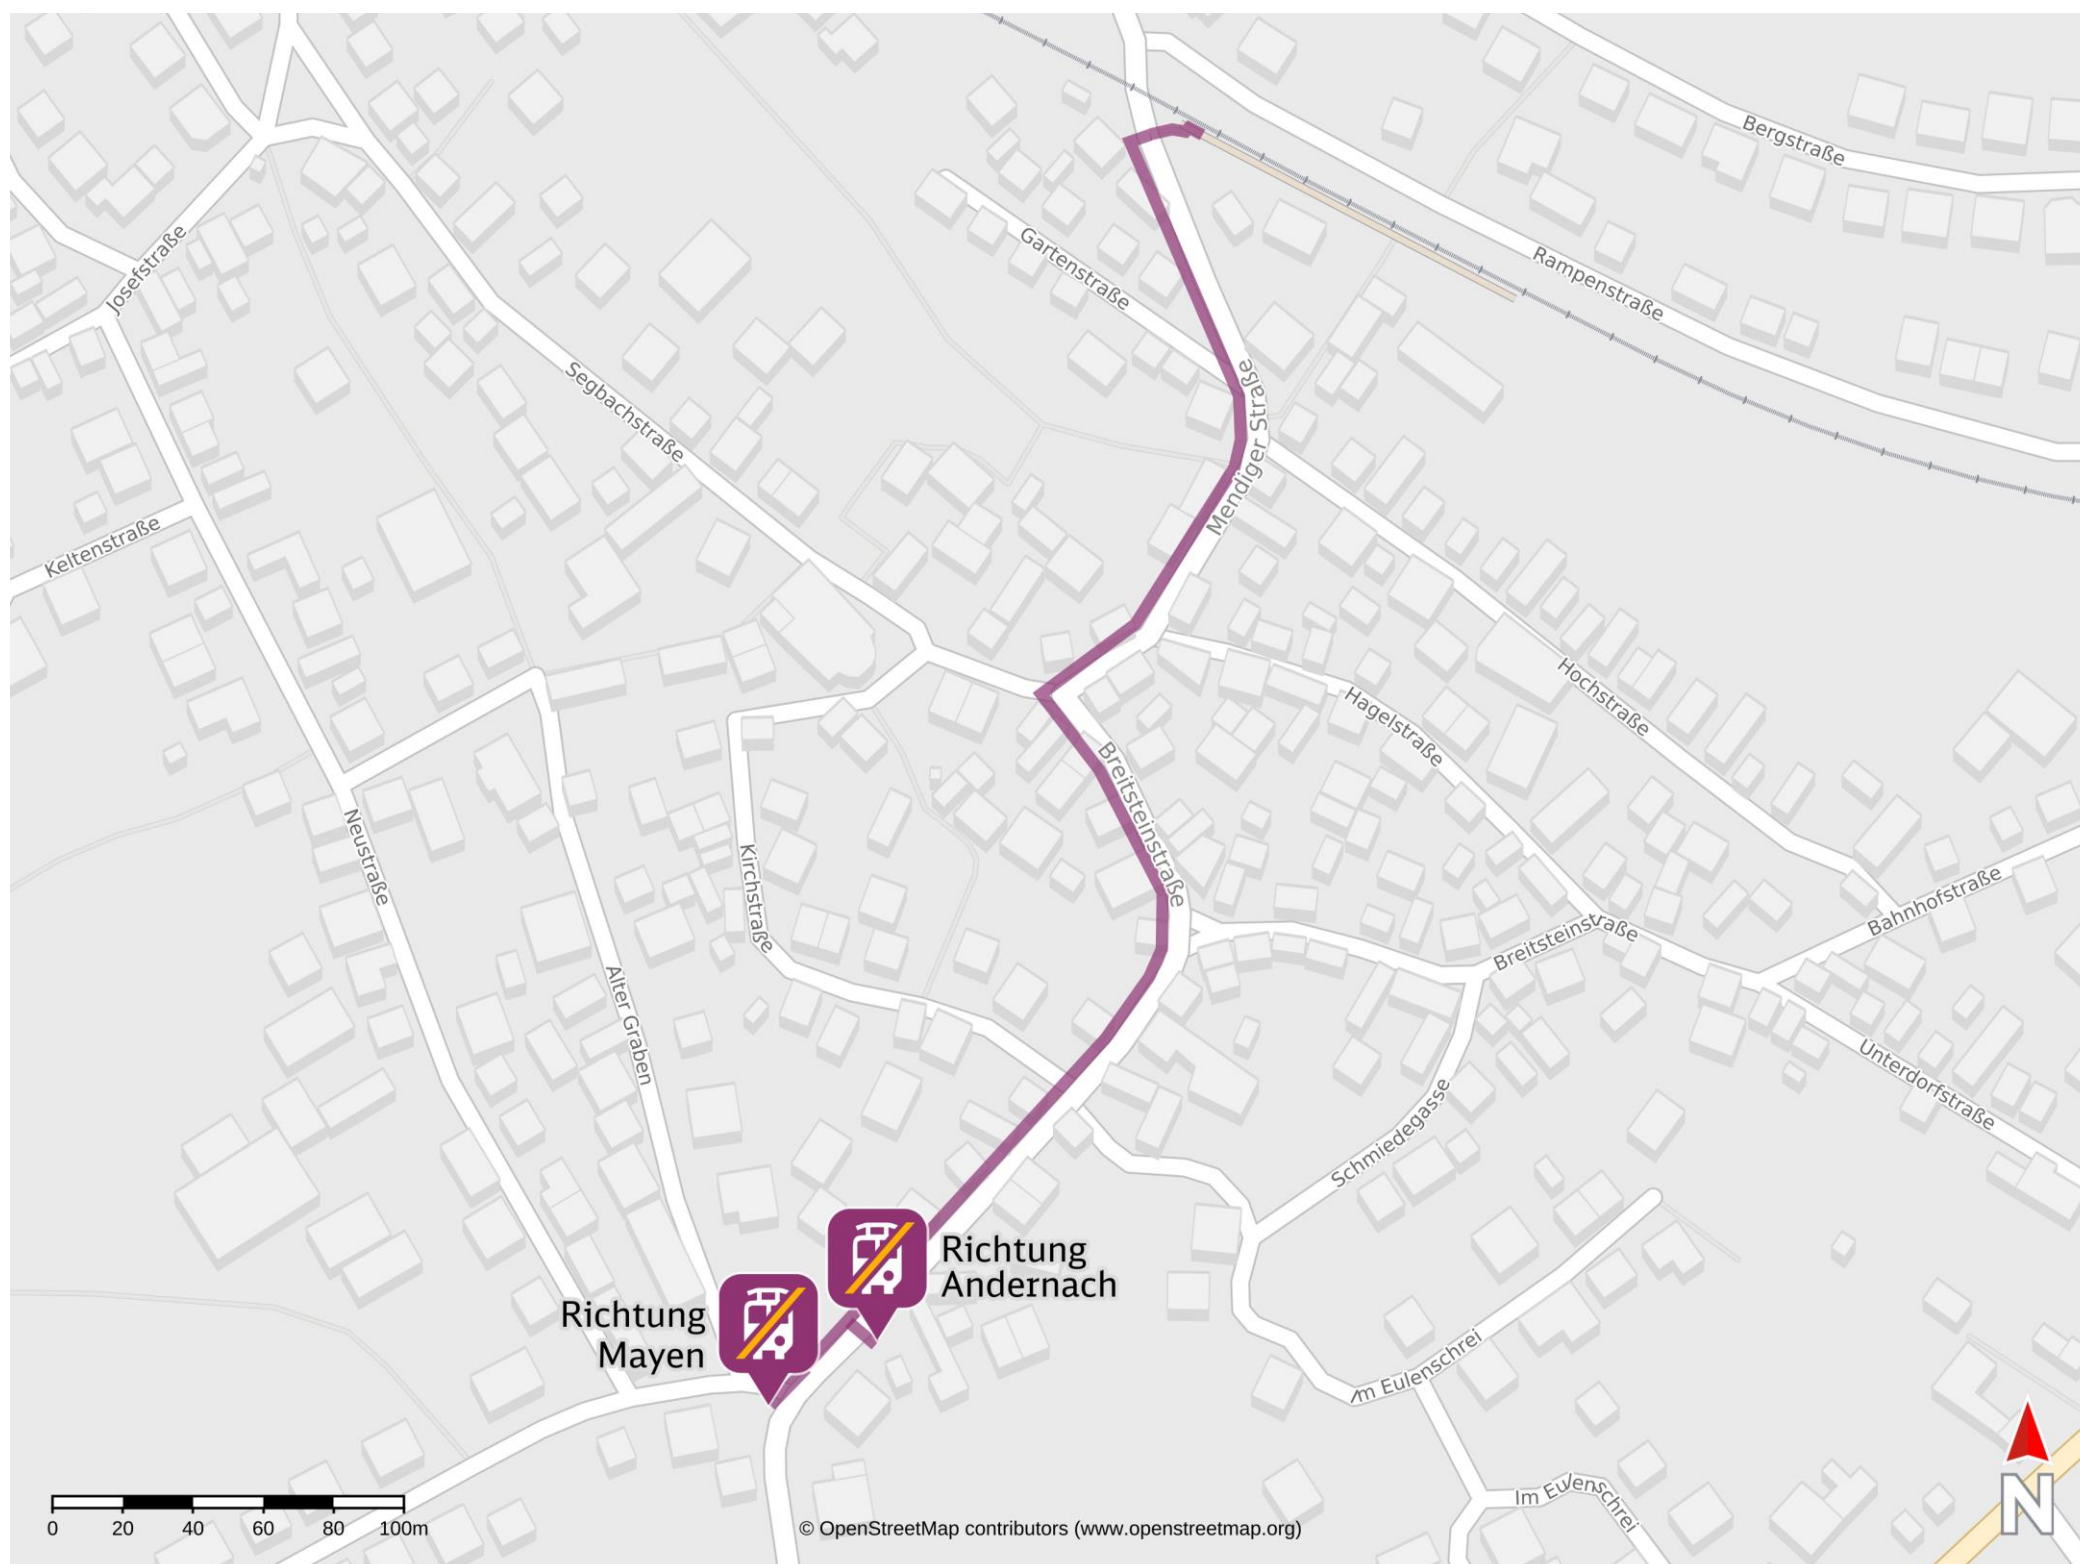 Bergstraße
Josefstraße
Gartenstraße
Rampenstraße
Segbachstraße
Mendiger Straße
Keltenstraße
Hochstraße
Hagelstraße
Breitsteinstraße
Neustraße
Kirchstraße
Bahnhofstraße
Breitsteinstraße
Alter Graben
Unterdorfstraße
Schmiedegasse
Richtung
Andernach
Richtung
Mayen
Im Eulenschrei
Im Eulenschrei
N
0 20 40 60 80 100m
© OpenStreetMap contributors (www.openstreetmap.org)